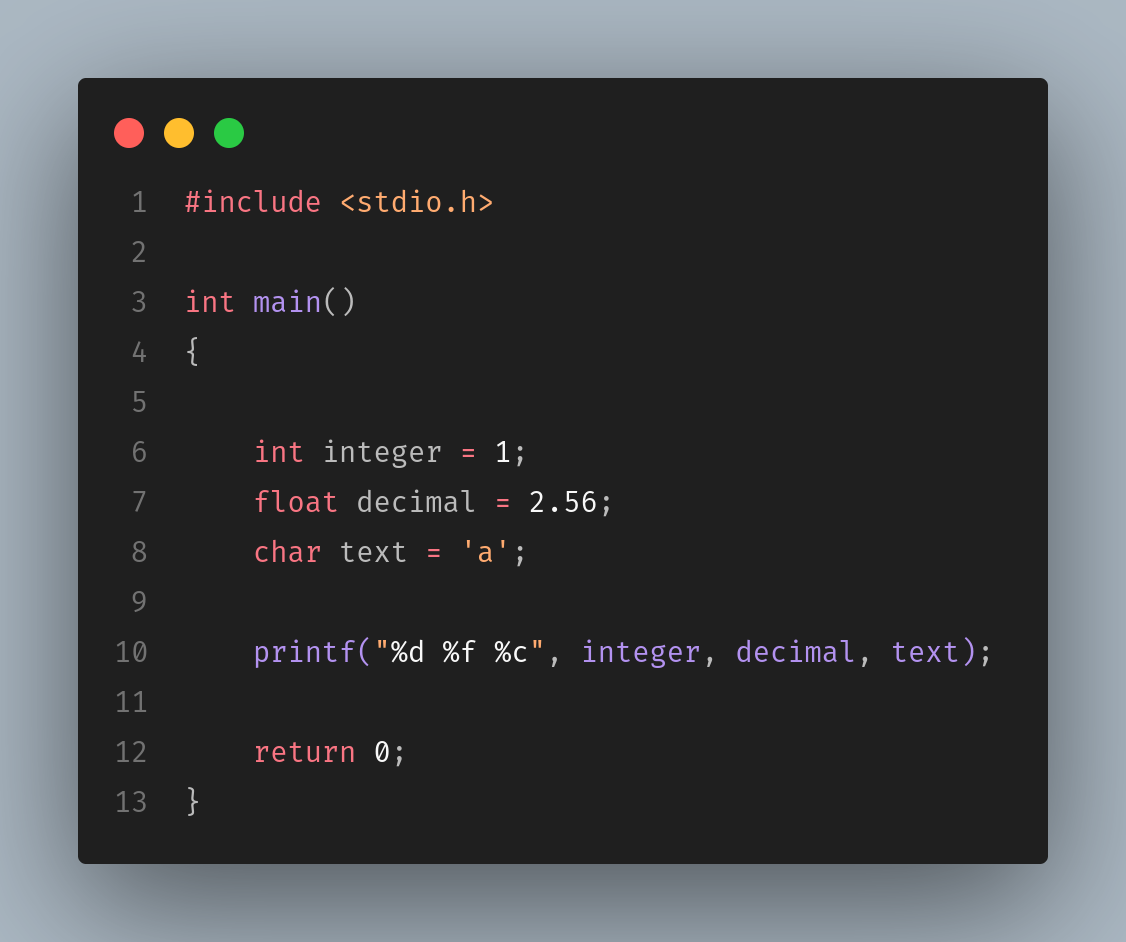 1 #include <stdio.h>
2
3 int main()
4 {
5
6     int integer = 1;
7     float decimal = 2.56;
8     char text = 'a';
9
10     printf("%d %f %c", integer, decimal, text);
11
12     return 0;
13 }